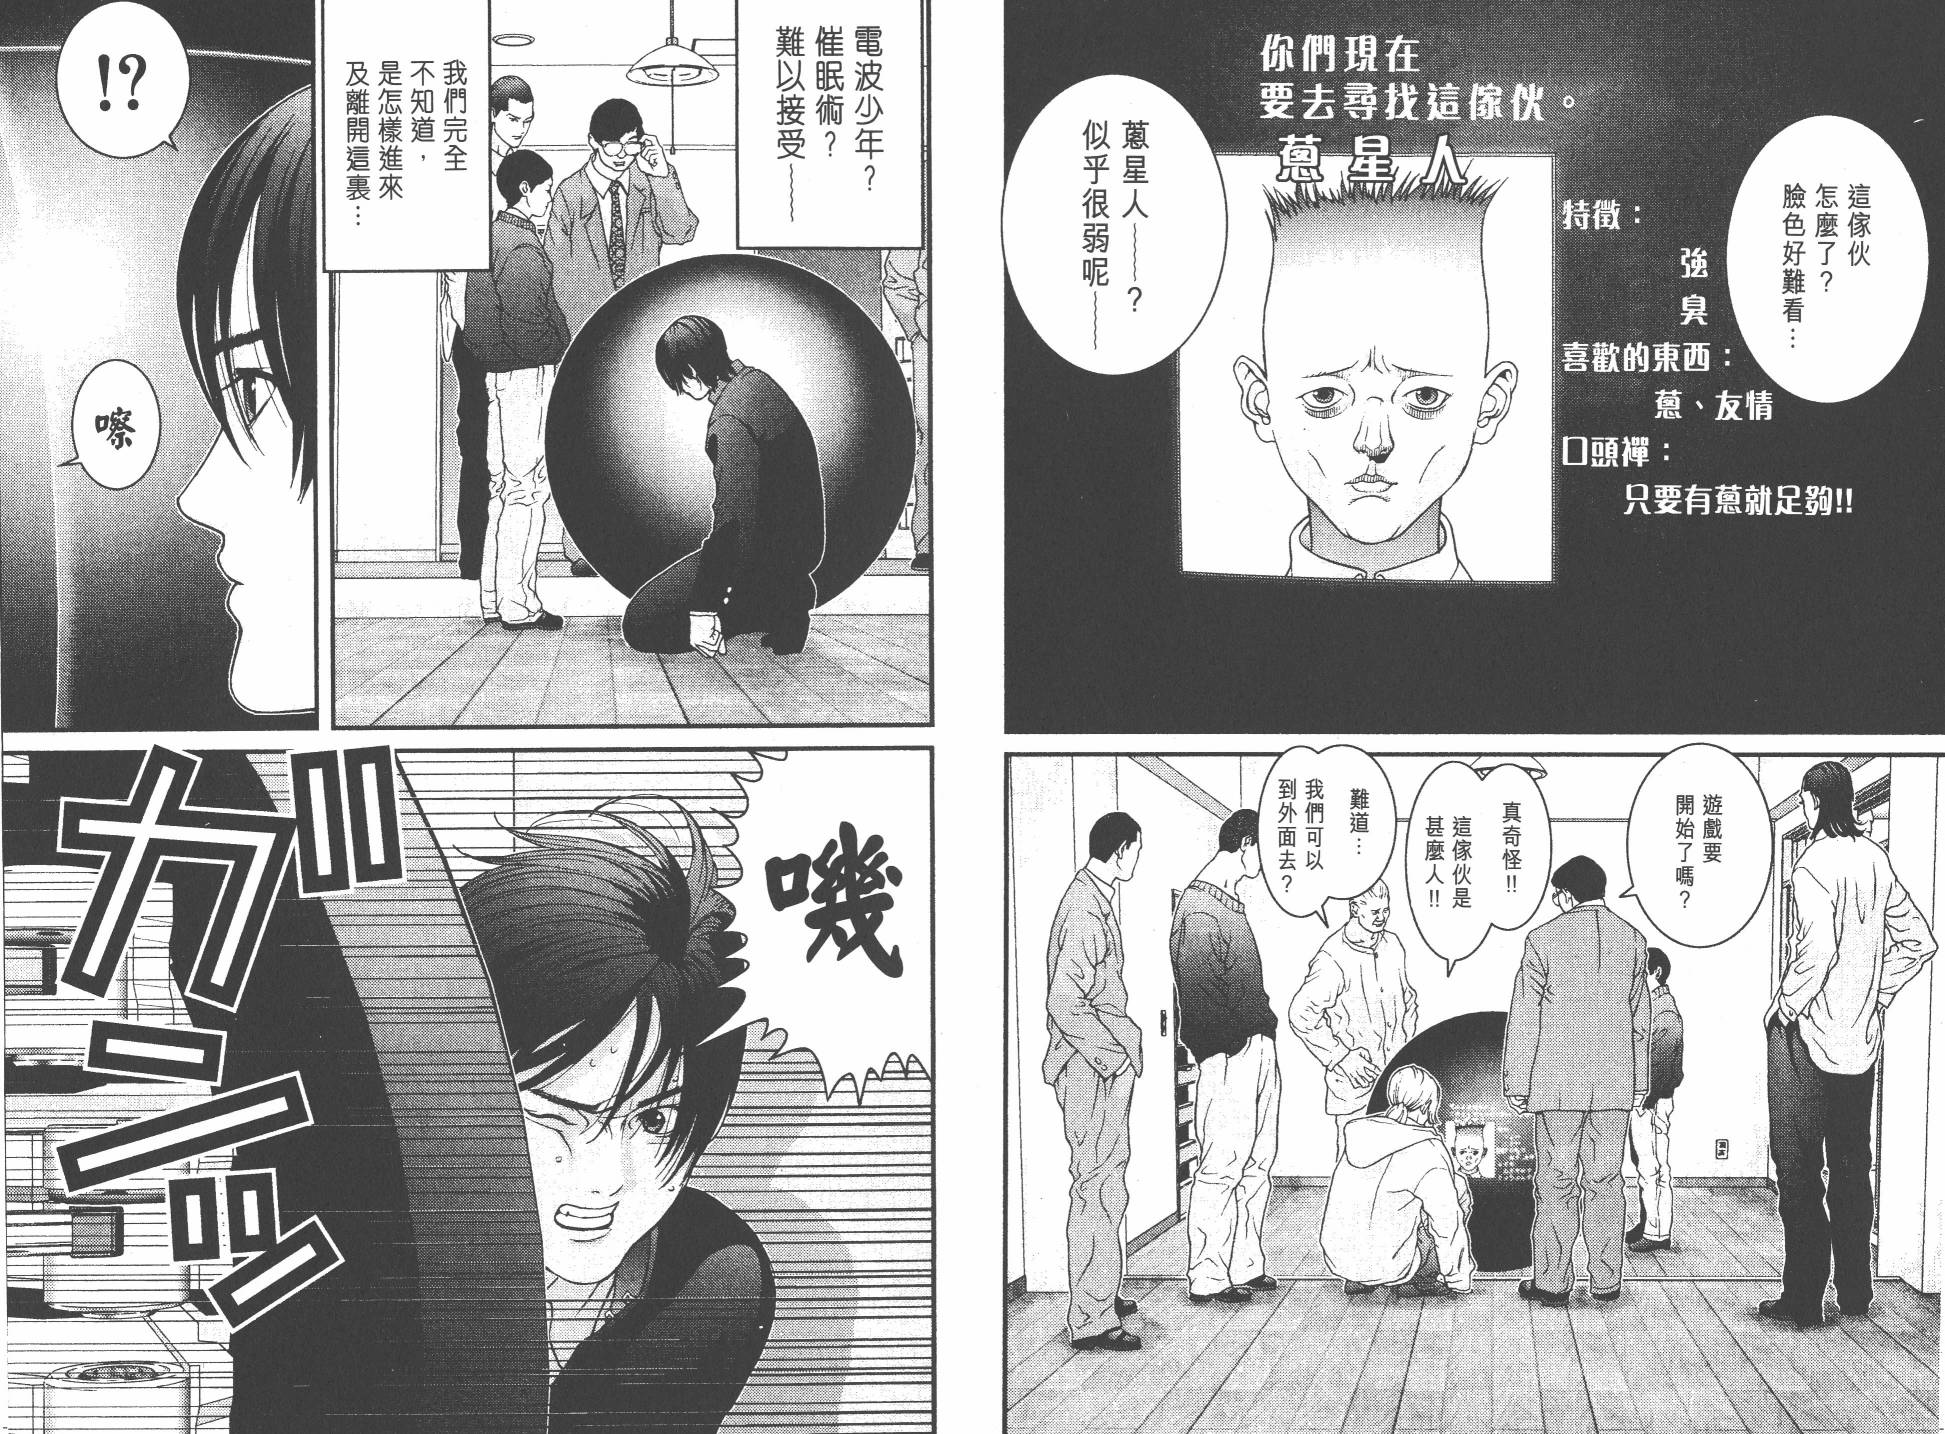 你們現在
要去尋找這傢伙。
蔥星人
特徵：
強
臭
喜歡的東西：
蔥、友情
口頭禪：
只要有蔥就足夠!!
這傢伙
怎麼了？
臉色好難看…
蔥星人～～？
似乎很弱呢～～
遊戲要
開始了嗎？
真奇怪!!
這傢伙是
甚麼人!!
難道…
我們可以
到外面去？
電波少年？
催眠術？
難以接受～～
我們完全
不知道，
是怎樣進來
及離開這裏…
!?
嚓
嘰
ガシーッ